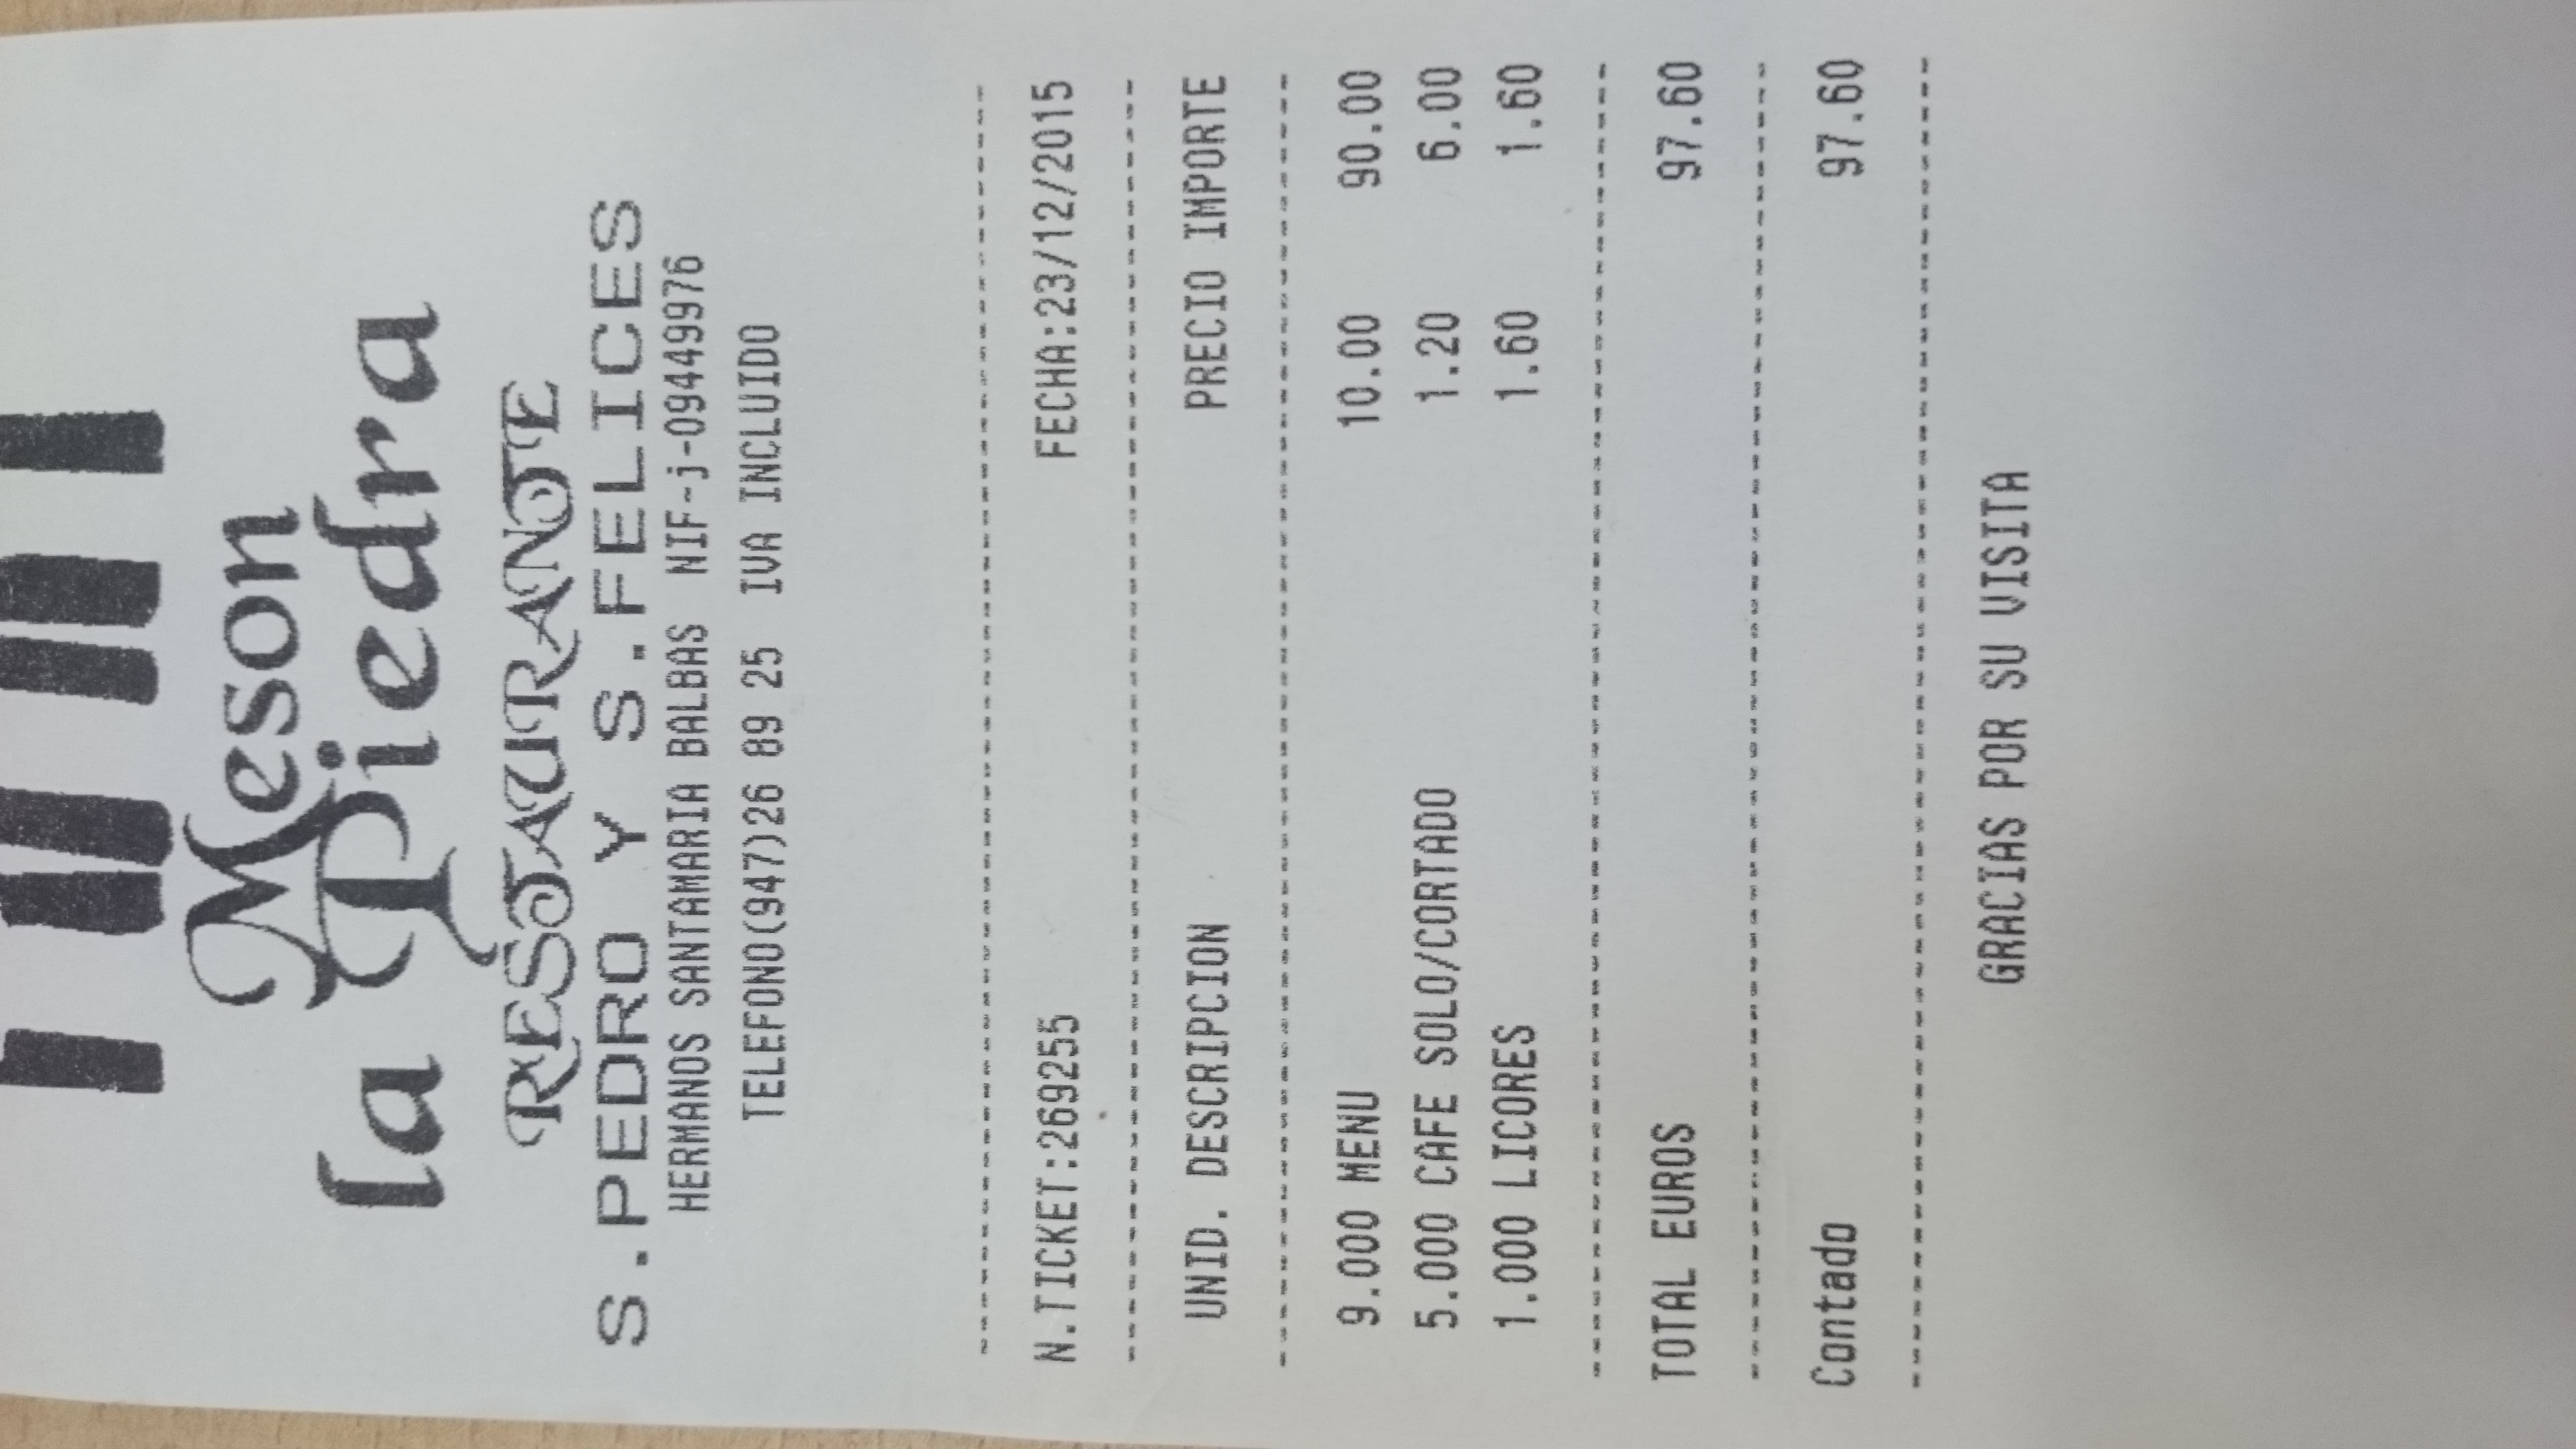 Meson
la Piedra
RESTAURANTE
S.PEDRO Y S.FELICES
HERMANOS SANTAMARIA BALBAS NIF-j-09449976
TELEFONO(947)26 89 25 IVA INCLUIDO
N.TICKET:269255 FECHA:23/12/2015
UNID. DESCRIPCION PRECIO IMPORTE
9.000 MENU 10.00 90.00
5.000 CAFE SOLO/CORTADO 1.20 6.00
1.000 LICORES 1.60 1.60
TOTAL EUROS 97.60
Contado 97.60
GRACIAS POR SU VISITA